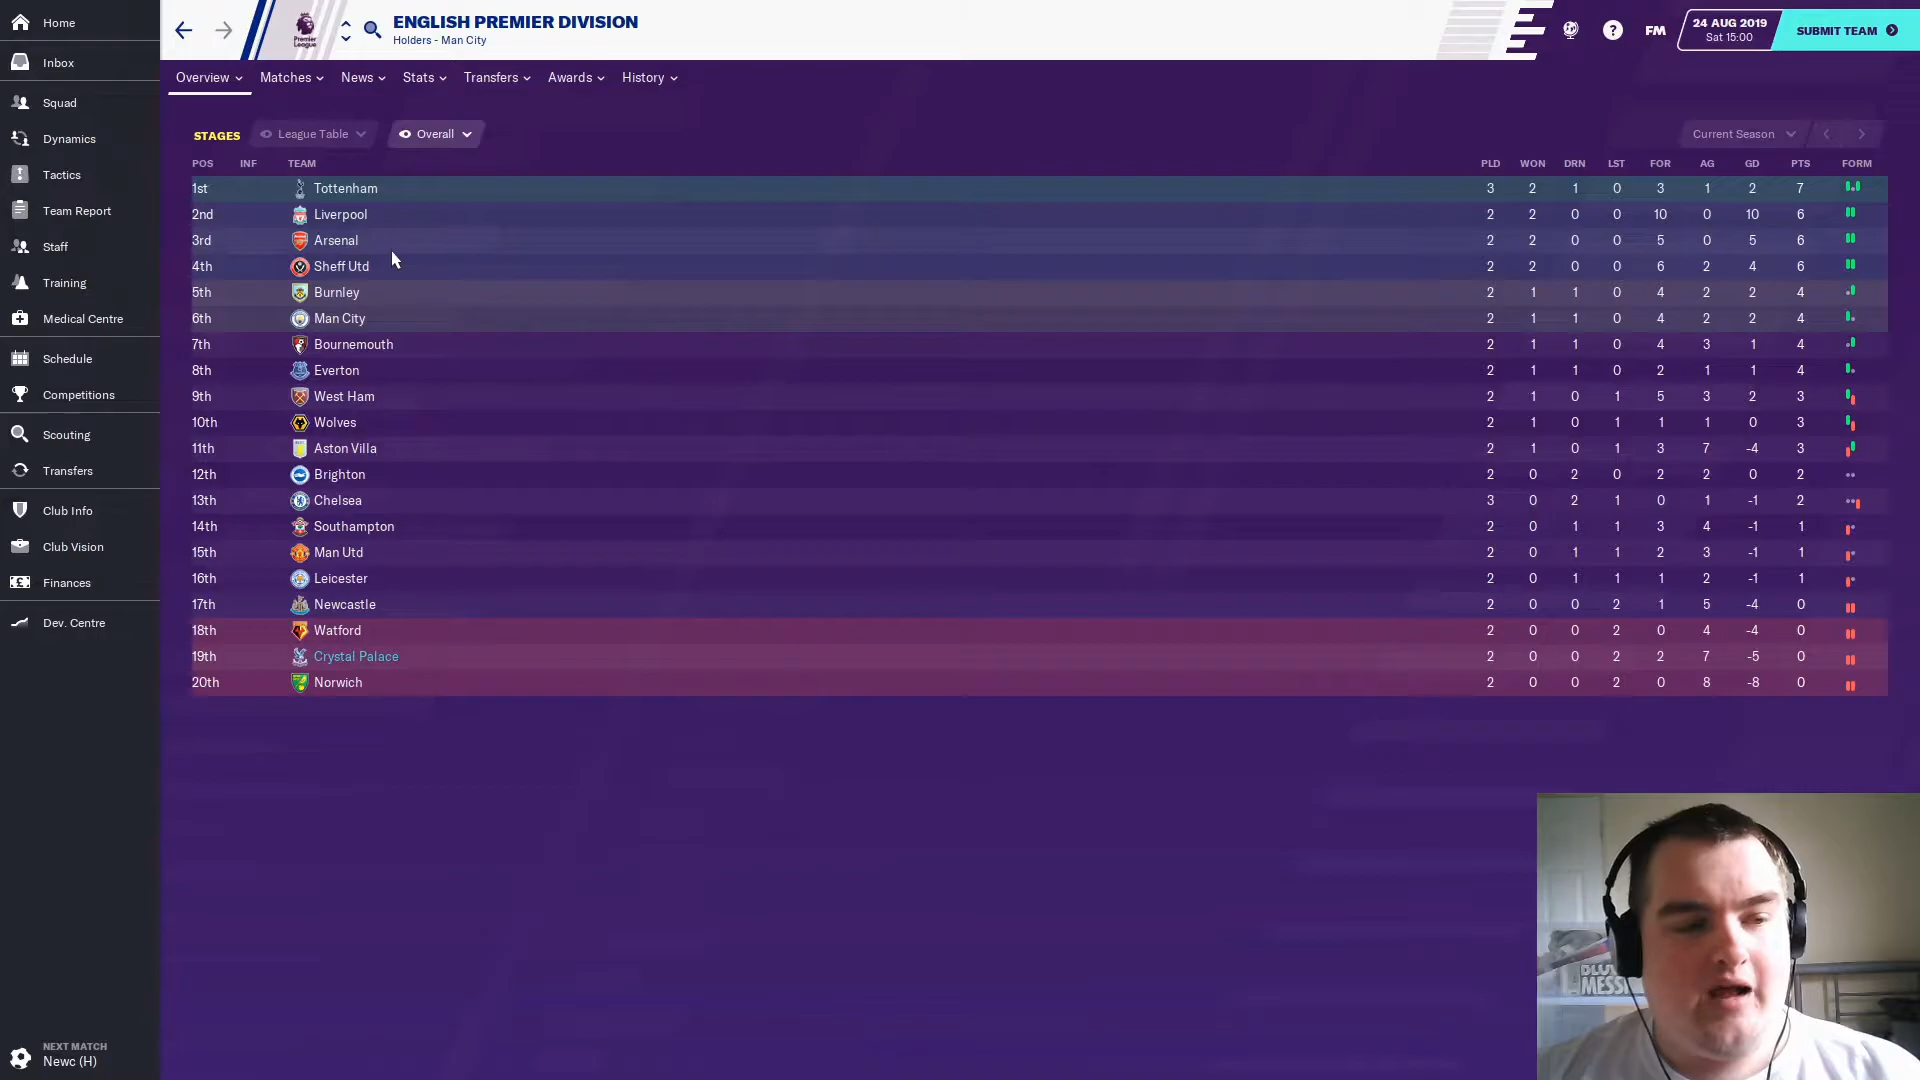 Home
Inbox
Squad
Dynamics
Tactics
Team Report
Staff
Training
Medical Centre
Schedule
Competitions
Scouting
Transfers
Club Info
Club Vision
Finances
Dev. Centre
NEXT MATCH
Newc (H)
Premier League
ENGLISH PREMIER DIVISION
Holders - Man City
? FM 24 AUG 2019 Sat 15:00 SUBMIT TEAM
Overview Matches News Stats Transfers Awards History
STAGES League Table Overall Current Season
POS INF TEAM PLD WON DRN LST FOR AG GD PTS FORM
1st Tottenham 3 2 1 0 3 1 2 7
2nd Liverpool 2 2 0 0 10 0 10 6
3rd Arsenal 2 2 0 0 5 0 5 6
4th Sheff Utd 2 2 0 0 6 2 4 6
5th Burnley 2 1 1 0 4 2 2 4
6th Man City 2 1 1 0 4 2 2 4
7th Bournemouth 2 1 1 0 4 3 1 4
8th Everton 2 1 1 0 2 1 1 4
9th West Ham 2 1 0 1 5 3 2 3
10th Wolves 2 1 0 1 1 1 0 3
11th Aston Villa 2 1 0 1 3 7 -4 3
12th Brighton 2 0 2 0 2 2 0 2
13th Chelsea 3 0 2 1 0 1 -1 2
14th Southampton 2 0 1 1 3 4 -1 1
15th Man Utd 2 0 1 1 2 3 -1 1
16th Leicester 2 0 1 1 1 2 -1 1
17th Newcastle 2 0 0 2 1 5 -4 0
18th Watford 2 0 0 2 0 4 -4 0
19th Crystal Palace 2 0 0 2 2 7 -5 0
20th Norwich 2 0 0 2 0 8 -8 0